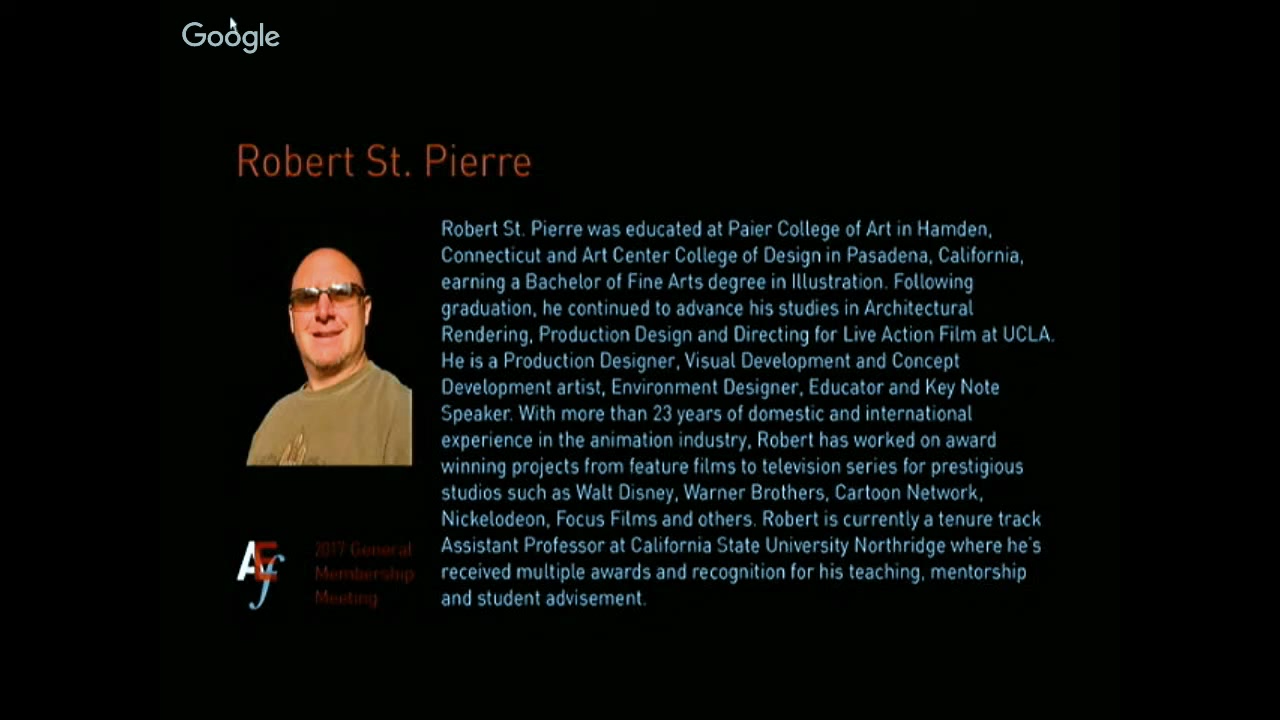 Google
Robert St. Pierre
Robert St. Pierre was educated at Paier College of Art in Hamden,
Connecticut and Art Center College of Design in Pasadena, California,
earning a Bachelor of Fine Arts degree in Illustration. Following
graduation, he continued to advance his studies in Architectural
Rendering, Production Design and Directing for Live Action Film at UCLA.
He is a Production Designer, Visual Development and Concept
Development artist, Environment Designer, Educator and Key Note
Speaker. With more than 23 years of domestic and international
experience in the animation industry, Robert has worked on award
winning projects from feature films to television series for prestigious
studios such as Walt Disney, Warner Brothers, Cartoon Network,
Nickelodeon, Focus Films and others. Robert is currently a tenure track
Assistant Professor at California State University Northridge where he's
received multiple awards and recognition for his teaching, mentorship
and student advisement.
AEf
2017 General
Membership
Meeting